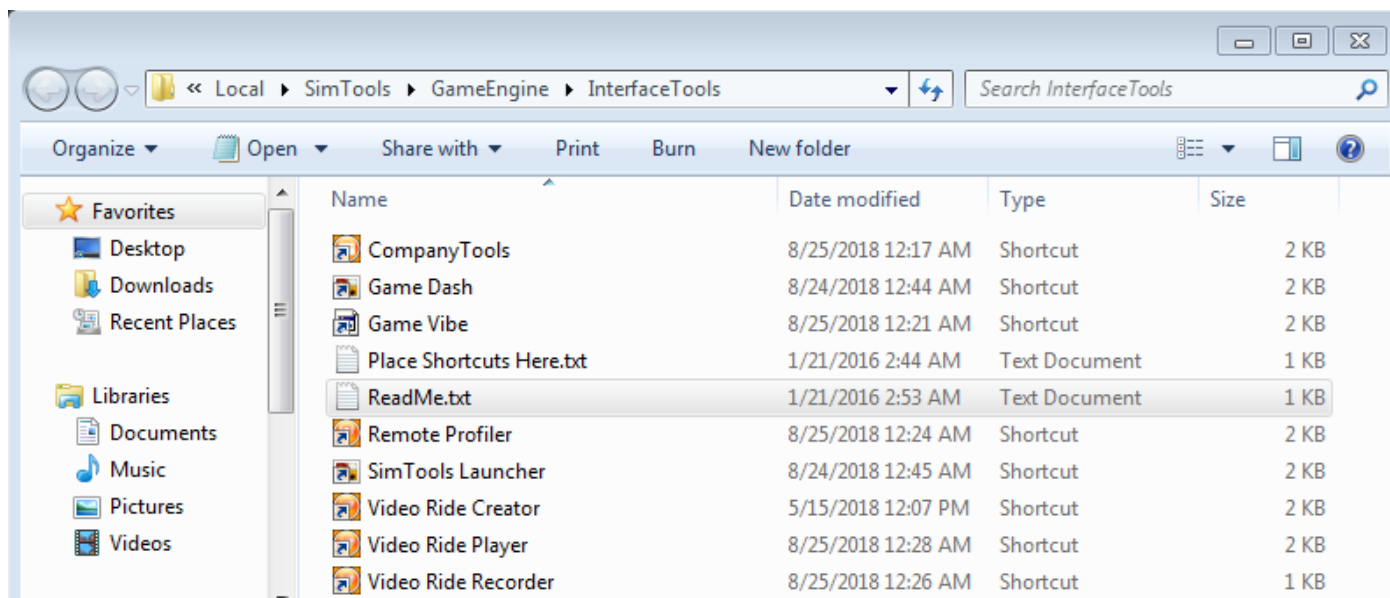 « Local ▸ SimTools ▸ GameEngine ▸ InterfaceTools
Search InterfaceTools
Organize Open Share with Print Burn New folder
Favorites
Desktop
Downloads
Recent Places
Libraries
Documents
Music
Pictures
Videos
Name Date modified Type Size
CompanyTools 8/25/2018 12:17 AM Shortcut 2 KB
Game Dash 8/24/2018 12:44 AM Shortcut 2 KB
Game Vibe 8/25/2018 12:21 AM Shortcut 2 KB
Place Shortcuts Here.txt 1/21/2016 2:44 AM Text Document 1 KB
ReadMe.txt 1/21/2016 2:53 AM Text Document 1 KB
Remote Profiler 8/25/2018 12:24 AM Shortcut 2 KB
SimTools Launcher 8/24/2018 12:45 AM Shortcut 2 KB
Video Ride Creator 5/15/2018 12:07 PM Shortcut 2 KB
Video Ride Player 8/25/2018 12:28 AM Shortcut 2 KB
Video Ride Recorder 8/25/2018 12:26 AM Shortcut 1 KB